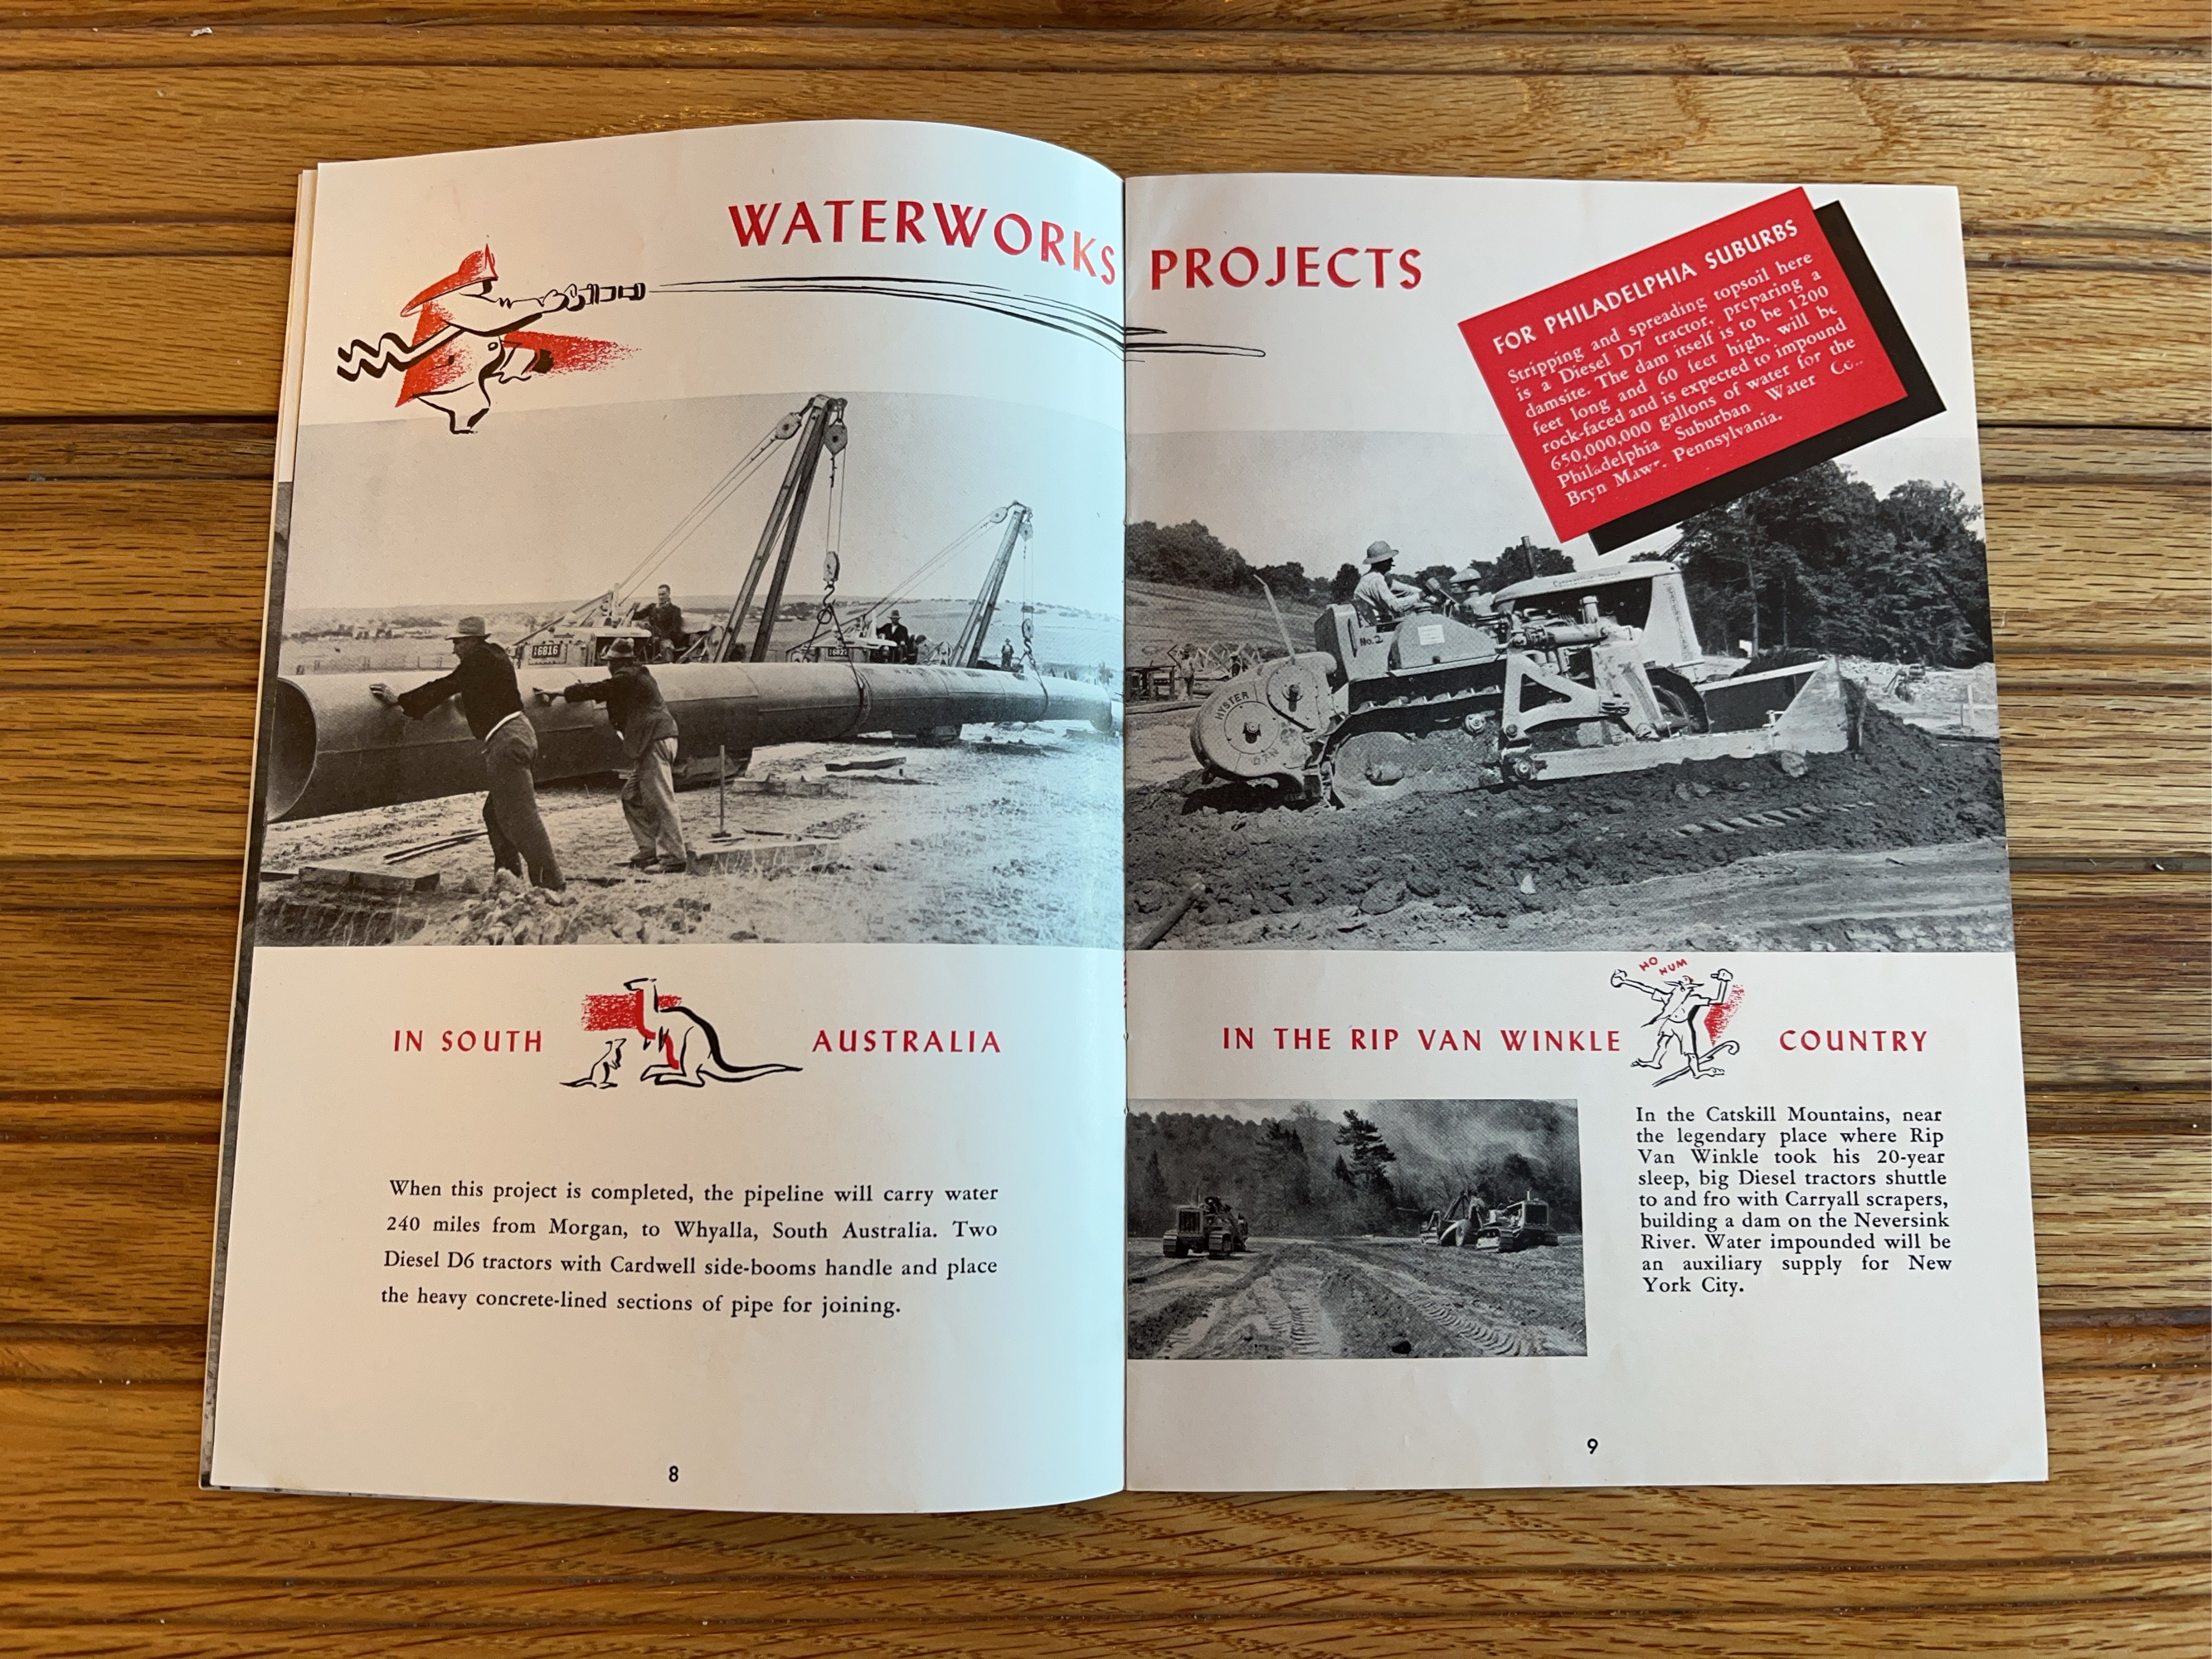 WATERWORKS PROJECTS
FOR PHILADELPHIA SUBURBS
Stripping and spreading topsoil here
is a Diesel D7 tractor, preparing a
damsite. The dam itself is to be 1200
feet long and 60 feet high, will be
rock-faced and is expected to impound
650,000,000 gallons of water for the
Philadelphia Suburban Water Co.,
Bryn Mawr, Pennsylvania.
16816
No.2
HYSTER
D7N
IN SOUTH AUSTRALIA
When this project is completed, the pipeline will carry water
240 miles from Morgan, to Whyalla, South Australia. Two
Diesel D6 tractors with Cardwell side-booms handle and place
the heavy concrete-lined sections of pipe for joining.
8
HO
HUM
IN THE RIP VAN WINKLE COUNTRY
In the Catskill Mountains, near
the legendary place where Rip
Van Winkle took his 20-year
sleep, big Diesel tractors shuttle
to and fro with Carryall scrapers,
building a dam on the Neversink
River. Water impounded will be
an auxiliary supply for New
York City.
9